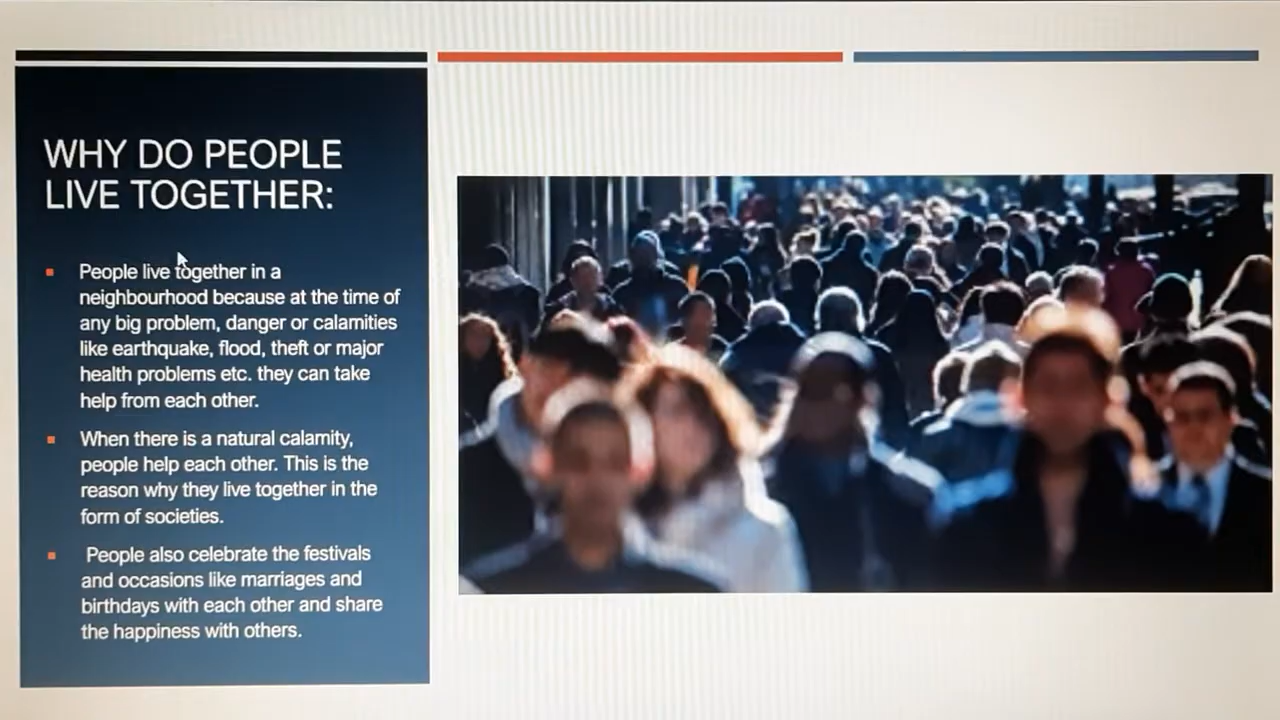 WHY DO PEOPLE
LIVE TOGETHER:
People live together in a
neighbourhood because at the time of
any big problem, danger or calamities
like earthquake, flood, theft or major
health problems etc. they can take
help from each other.
When there is a natural calamity,
people help each other. This is the
reason why they live together in the
form of societies.
People also celebrate the festivals
and occasions like marriages and
birthdays with each other and share
the happiness with others.